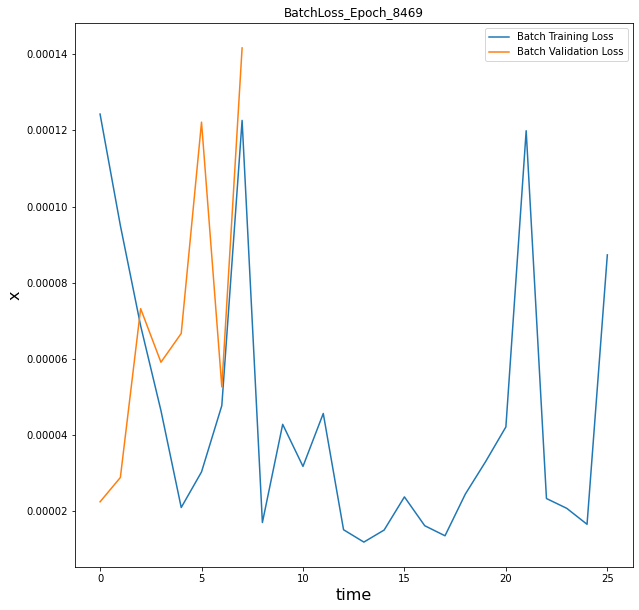 BatchLoss_Epoch_8469
Batch Training Loss
Batch Validation Loss
0.00014
0.00012
0.00010
0.00008
0.00006
0.00004
0.00002
x
0 5 10 15 20 25
time